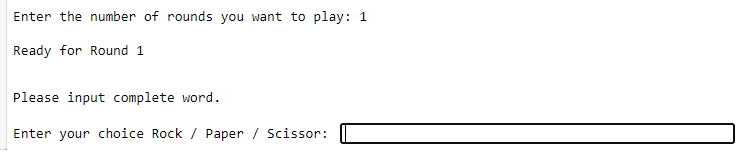 Enter the number of rounds you want to play: 1
Ready for Round 1
Please input complete word.
Enter your choice Rock / Paper / Scissor: